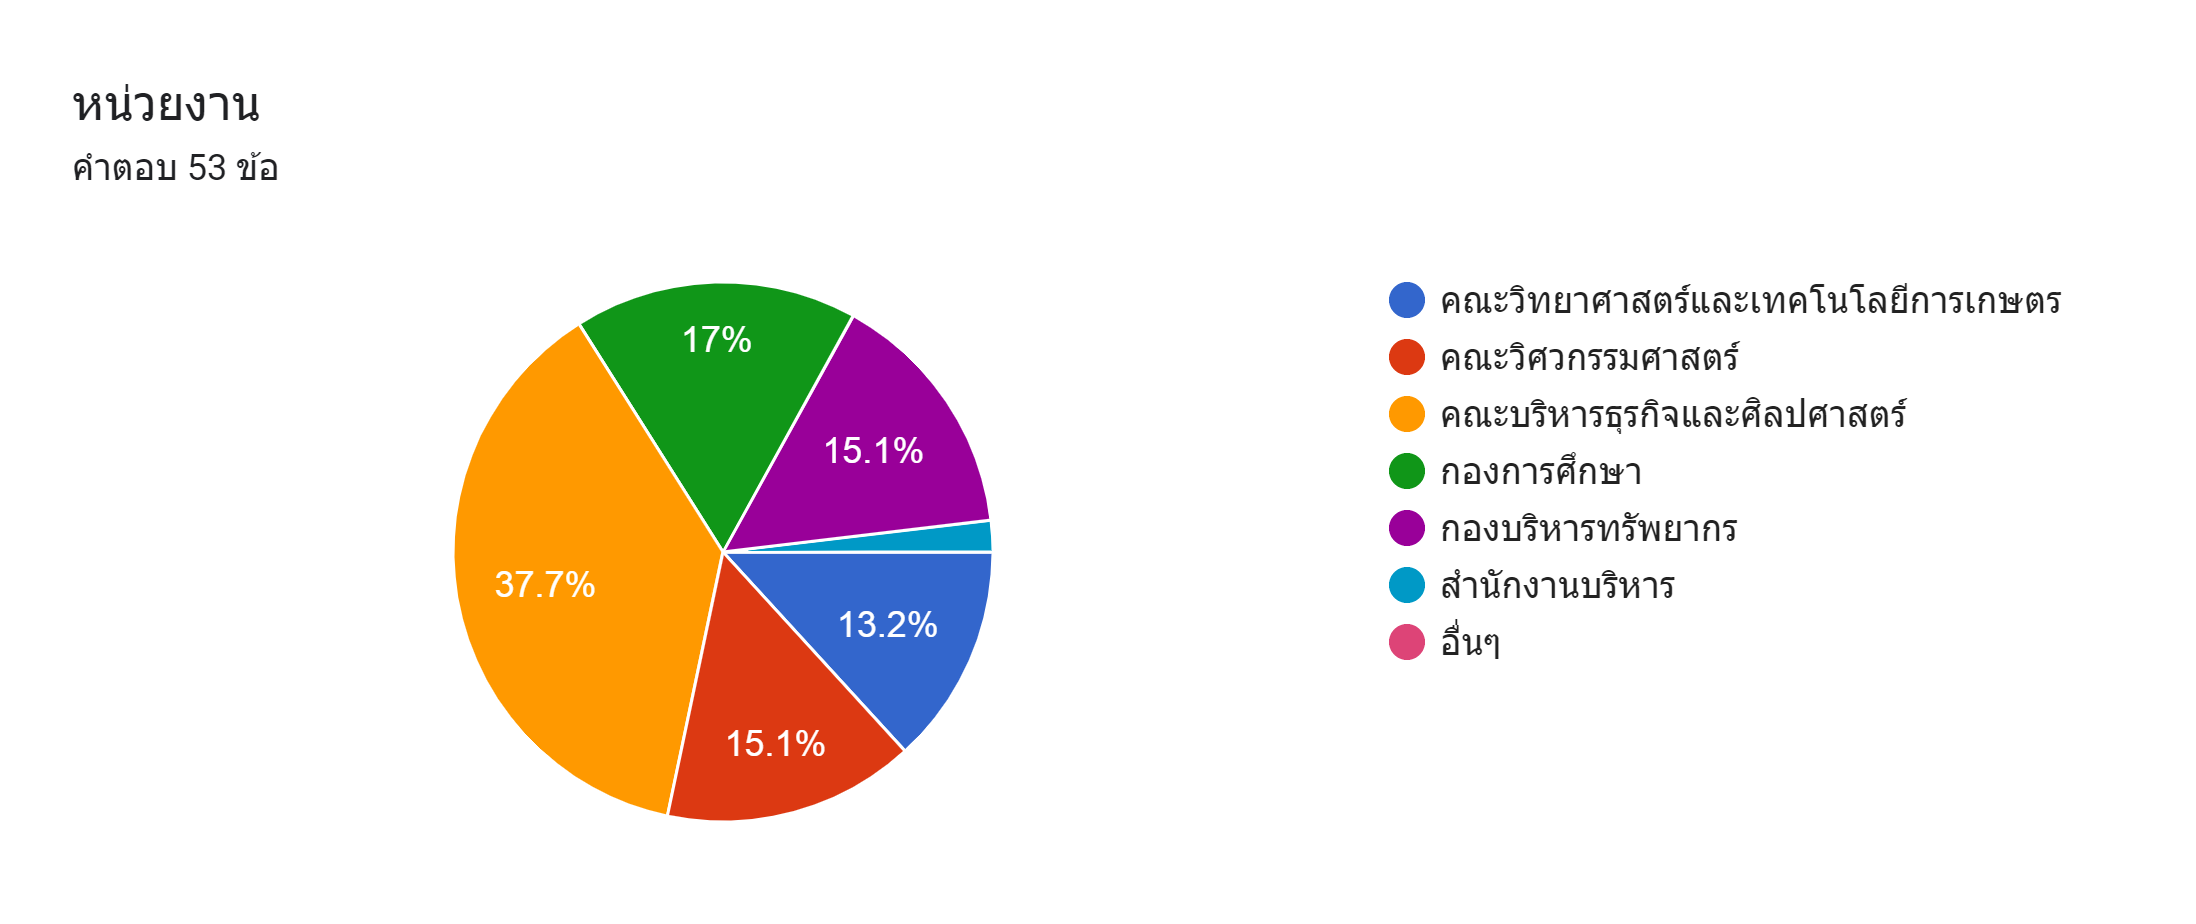 หน่วยงาน
คำตอบ 53 ข้อ
17%
15.1%
37.7%
13.2%
15.1%
คณะวิทยาศาสตร์และเทคโนโลยีการเกษตร
คณะวิศวกรรมศาสตร์
คณะบริหารธุรกิจและศิลปศาสตร์
กองการศึกษา
กองบริหารทรัพยากร
สำนักงานบริหาร
อื่นๆ